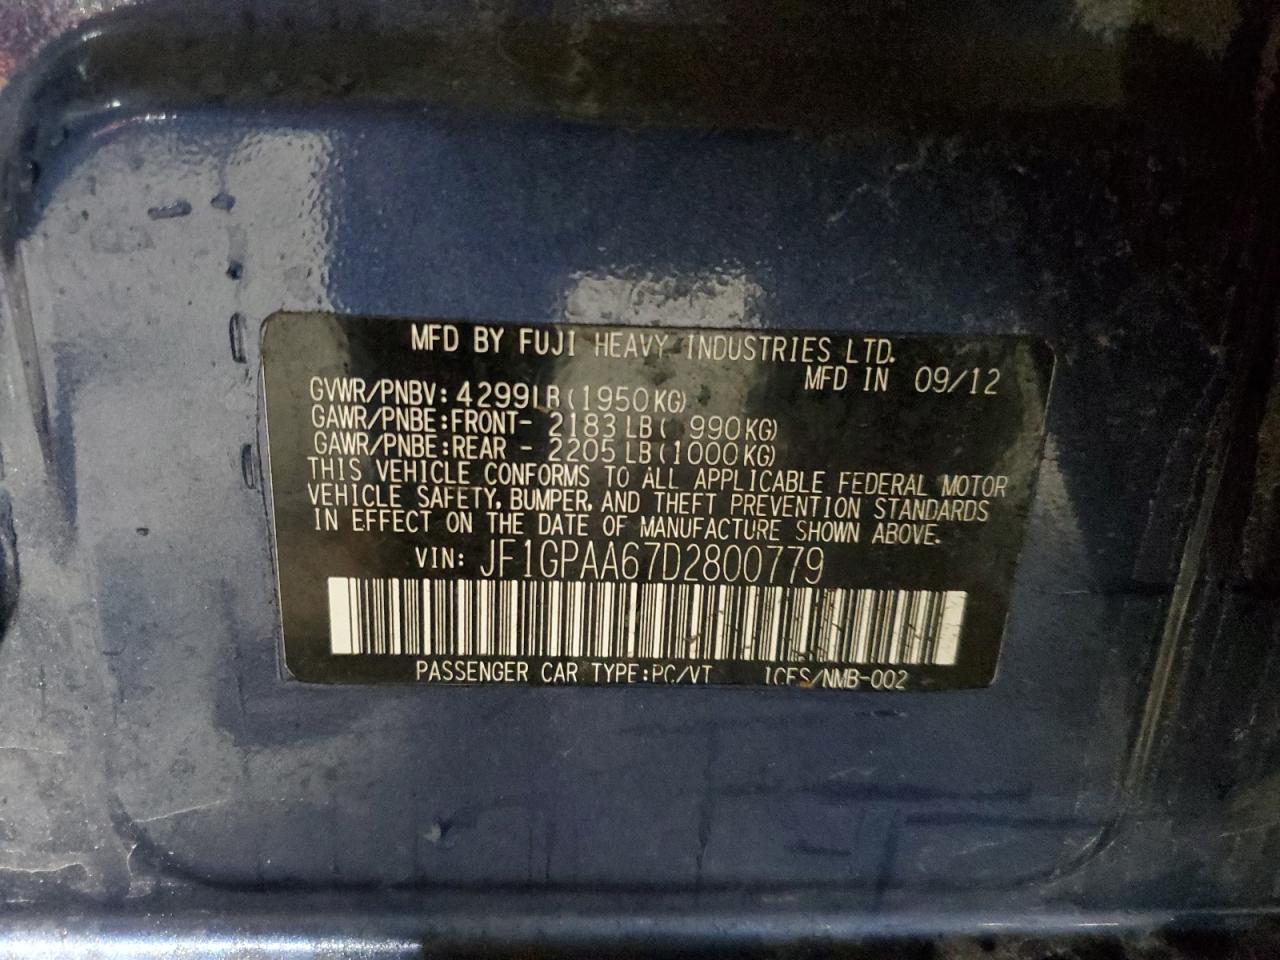 MFD BY FUJI HEAVY INDUSTRIES LTD.
MFD IN 09/12
GVWR/PNBV: 4299LB (1950KG)
GAWR/PNBE:FRONT- 2183 LB( 990KG)
GAWR/PNBE:REAR - 2205 LB(1000KG)
THIS VEHICLE CONFORMS TO ALL APPLICABLE FEDERAL MOTOR
VEHICLE SAFETY, BUMPER, AND THEFT PREVENTION STANDARDS
IN EFFECT ON THE DATE OF MANUFACTURE SHOWN ABOVE.
VIN: JF1GPAA67D2800779
PASSENGER CAR TYPE:PC/VT ICES/NMB-002